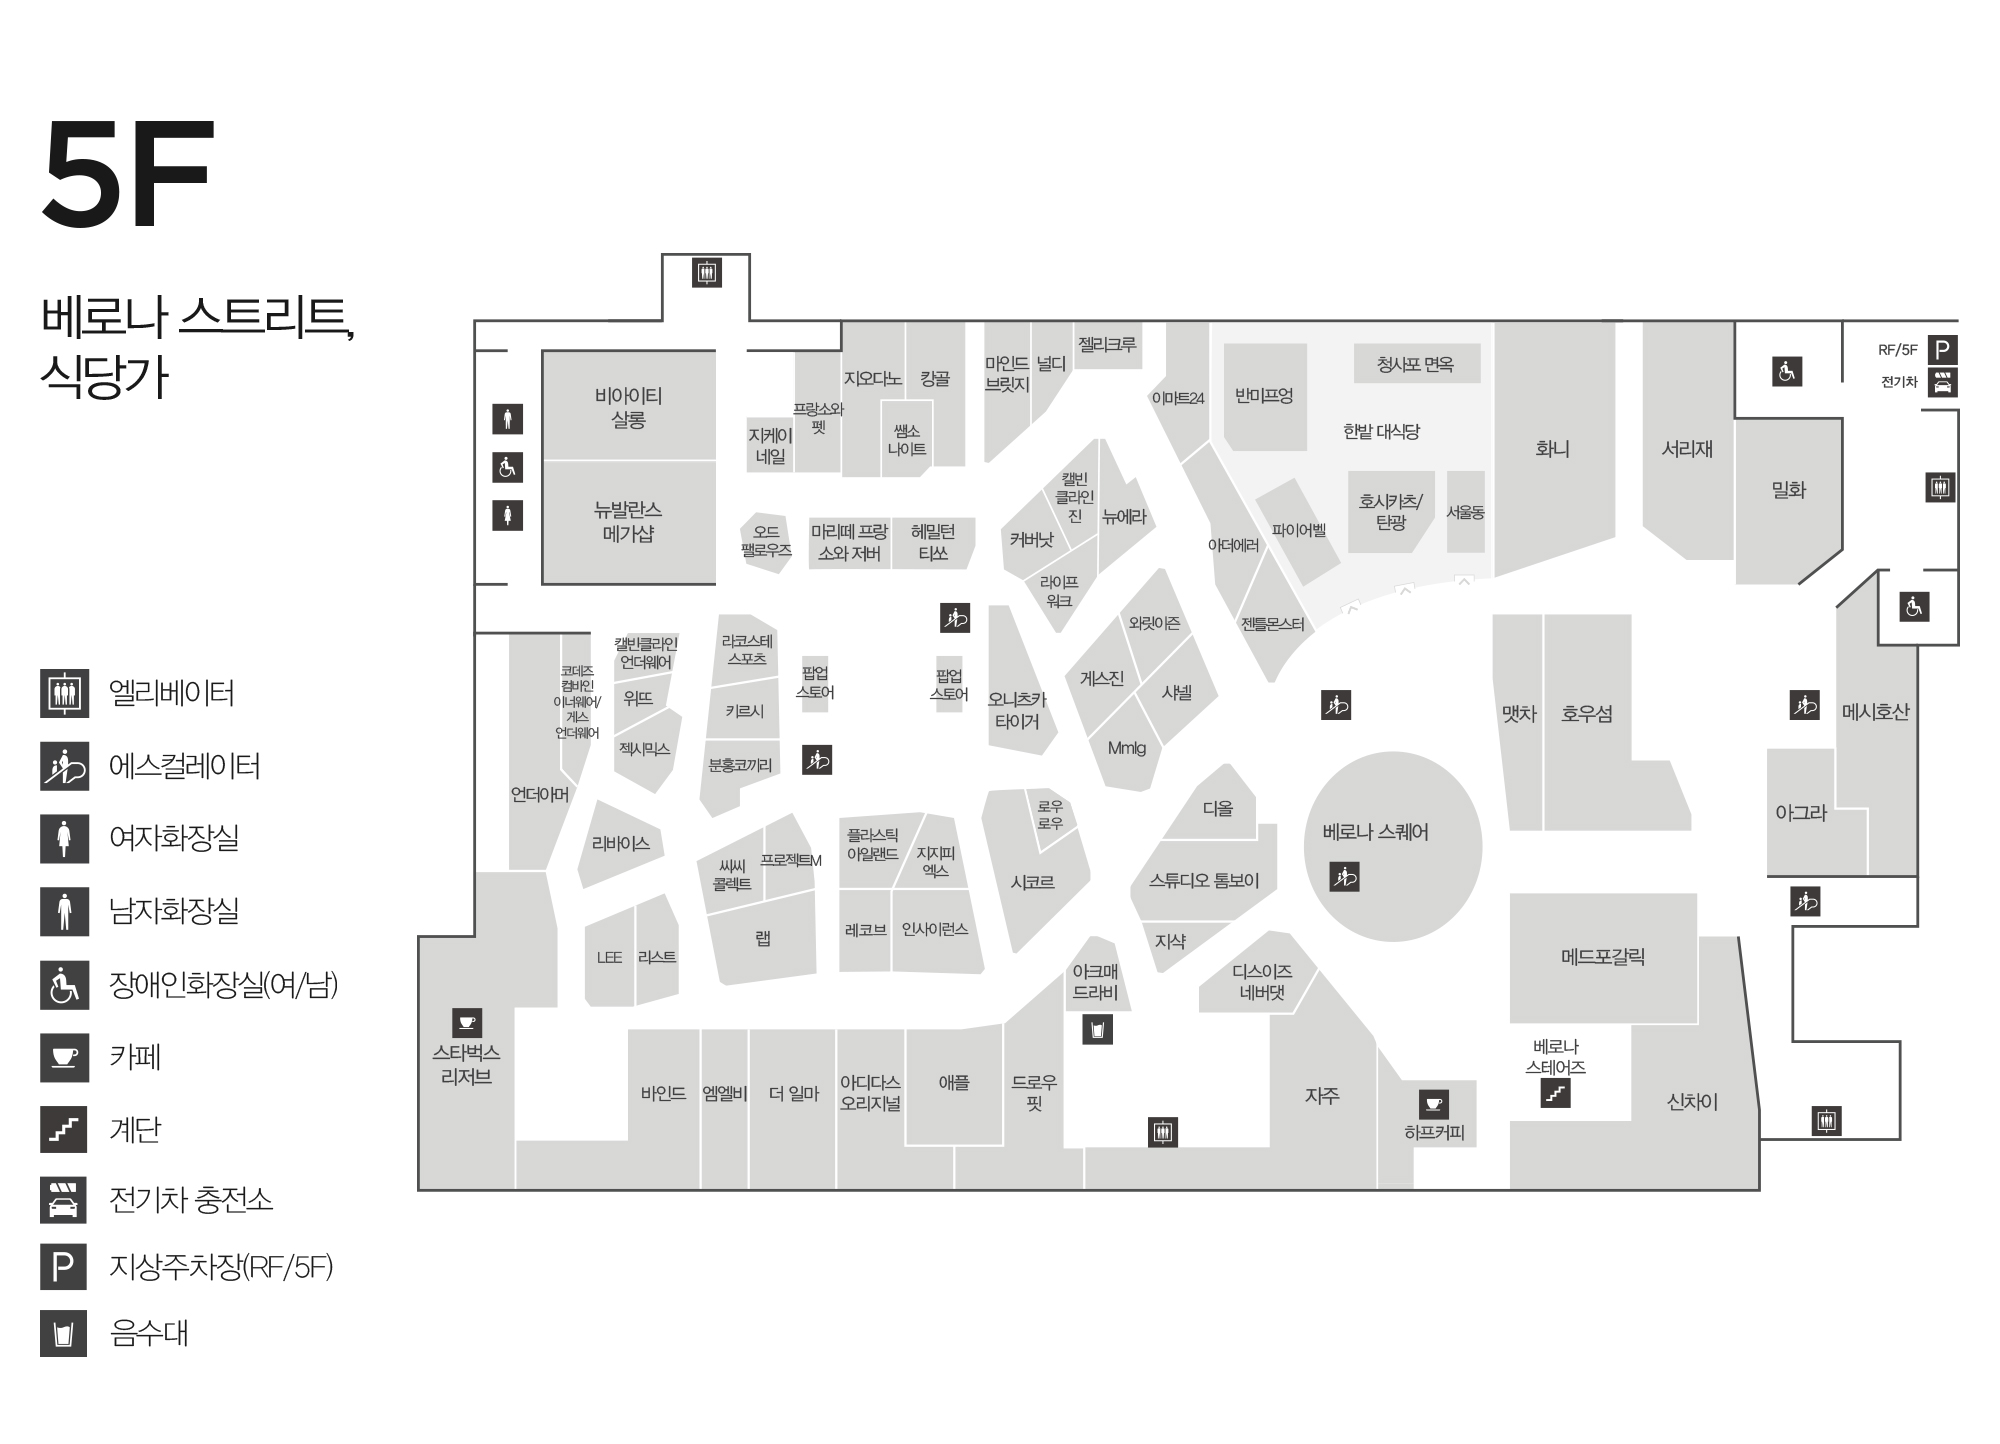 5F
베로나 스트리트,
식당가
엘리베이터
에스컬레이터
여자화장실
남자화장실
장애인화장실(여/남)
카페
계단
전기차 충전소
P
지상주차장(RF/5F)
음수대
비아이티
살롱
뉴발란스
메가샵
지케이
네일
프랑소와
펫
지오다노
캉골
쌤소
나이트
마인드
브릿지
널디
젤리크루
이마트24
반미프엉
청사포 면옥
한밭 대식당
호시카츠/
탄광
서울동
파이어벨
화니
서리재
밀화
RF/5F
P
전기차
오드
팰로우즈
마리떼 프랑
소와 저버
헤밀턴
티쏘
커버낫
캘빈
클라인
진
뉴에라
라이프
워크
아더에러
젠틀몬스터
코데즈
컴바인
이너웨어/
게스
언더웨어
캘빈클라인
언더웨어
위뜨
젝시믹스
라코스테
스포츠
키르시
분홍코끼리
팝업
스토어
팝업
스토어
오니츠카
타이거
와릿이즌
게스진
샤넬
Mmlg
맷차
호우섬
메시호산
아그라
언더아머
리바이스
씨씨
콜렉트
프로젝트M
랩
플라스틱
아일랜드
지지피
엑스
레코브
인사이런스
시코르
로우
로우
디올
스튜디오 톰보이
지샥
베로나 스퀘어
LEE
리스트
아크메
드라비
디스이즈
네버댓
메드포갈릭
스타벅스
리저브
바인드
엠엘비
더 일마
아디다스
오리지널
애플
드로우
핏
자주
하프커피
베로나
스테어즈
신차이